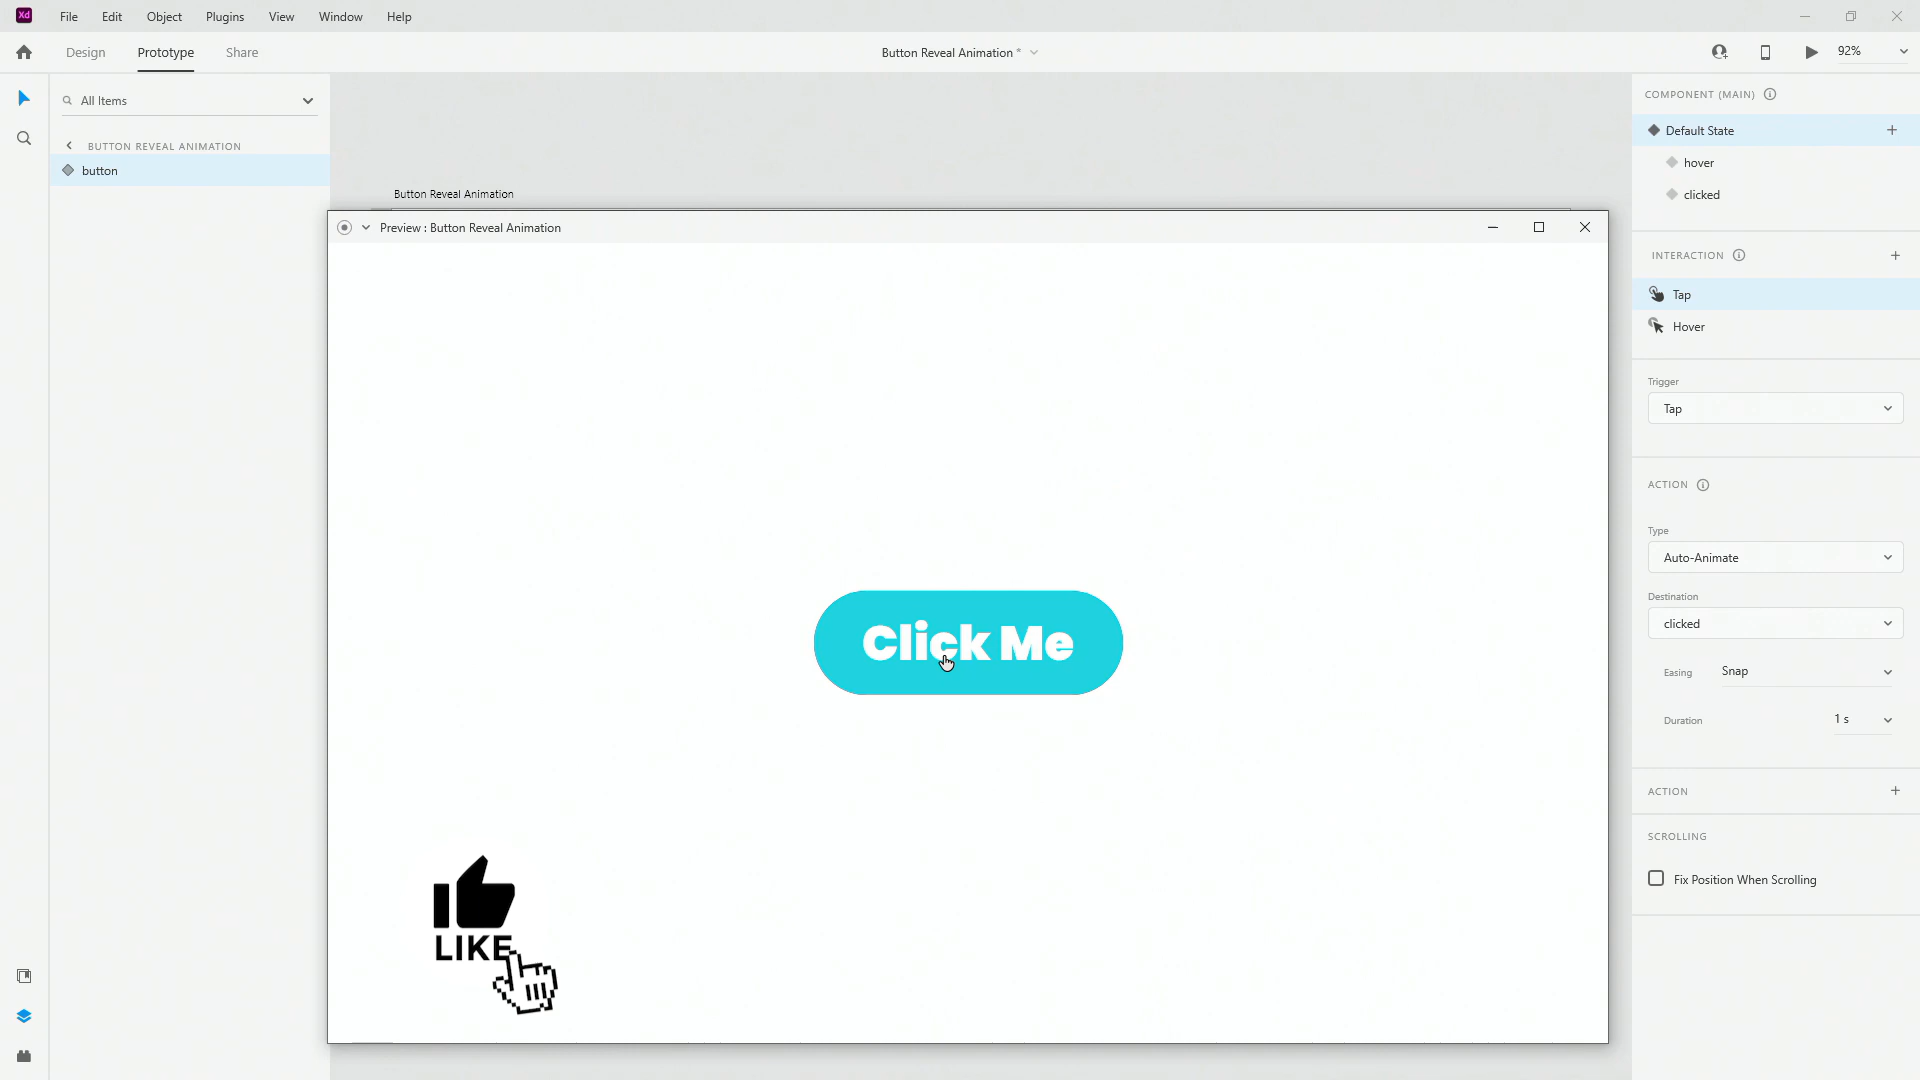 Xd File Edit Object Plugins View Window Help
Design Prototype Share
Button Reveal Animation *
92%
All Items
BUTTON REVEAL ANIMATION
button
Button Reveal Animation
Preview : Button Reveal Animation
Click Me
LIKE
COMPONENT (MAIN)
Default State
hover
clicked
INTERACTION
Tap
Hover
Trigger
Tap
ACTION
Type
Auto-Animate
Destination
clicked
Easing Snap
Duration 1 s
ACTION
SCROLLING
Fix Position When Scrolling